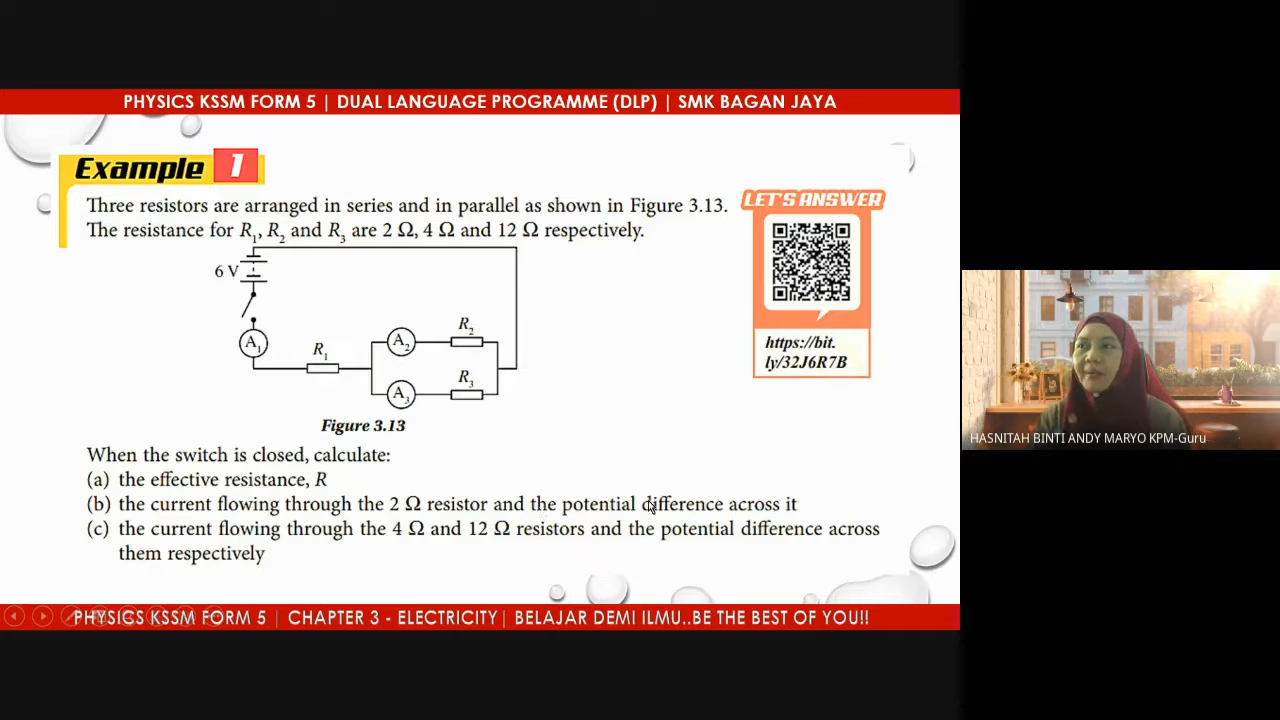 PHYSICS KSSM FORM 5 | DUAL LANGUAGE PROGRAMME (DLP) | SMK BAGAN JAYA
Example 1
Three resistors are arranged in series and in parallel as shown in Figure 3.13.
The resistance for R₁, R₂ and R₃ are 2 Ω, 4 Ω and 12 Ω respectively.
LET'S ANSWER
https://bit.
ly/32J6R7B
6 V
A₁
R₁
A₂
R₂
A₃
R₃
Figure 3.13
When the switch is closed, calculate:
(a) the effective resistance, R
(b) the current flowing through the 2 Ω resistor and the potential difference across it
(c) the current flowing through the 4 Ω and 12 Ω resistors and the potential difference across
them respectively
HASNITAH BINTI ANDY MARYO KPM-Guru
PHYSICS KSSM FORM 5 | CHAPTER 3 - ELECTRICITY | BELAJAR DEMI ILMU..BE THE BEST OF YOU!!